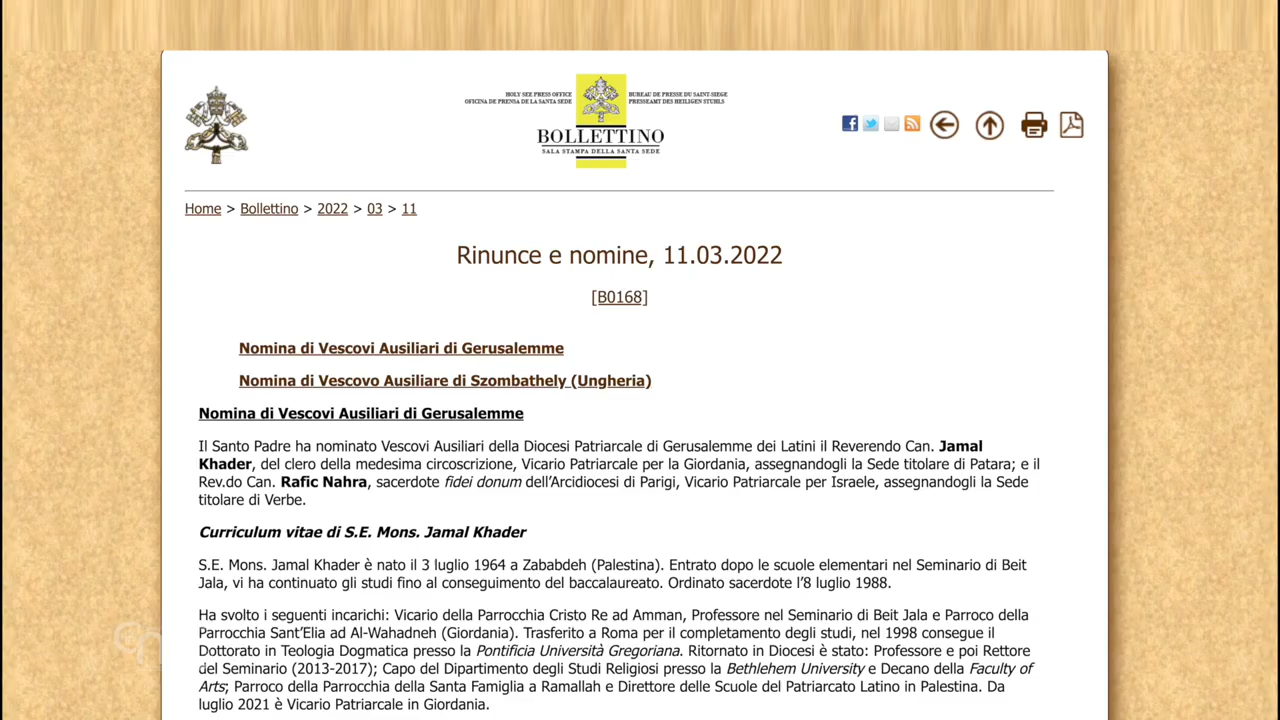 HOLY SEE PRESS OFFICE
OFICINA DE PRENSA DE LA SANTA SEDE
BUREAU DE PRESSE DU SAINT-SIEGE
PRESSEAMT DES HEILIGEN STUHLS
BOLLETTINO
SALA STAMPA DELLA SANTA SEDE
Home > Bollettino > 2022 > 03 > 11
Rinunce e nomine, 11.03.2022
[B0168]
Nomina di Vescovi Ausiliari di Gerusalemme
Nomina di Vescovo Ausiliare di Szombathely (Ungheria)
Nomina di Vescovi Ausiliari di Gerusalemme
Il Santo Padre ha nominato Vescovi Ausiliari della Diocesi Patriarcale di Gerusalemme dei Latini il Reverendo Can. Jamal
Khader, del clero della medesima circoscrizione, Vicario Patriarcale per la Giordania, assegnandogli la Sede titolare di Patara; e il
Rev.do Can. Rafic Nahra, sacerdote fidei donum dell’Arcidiocesi di Parigi, Vicario Patriarcale per Israele, assegnandogli la Sede
titolare di Verbe.
Curriculum vitae di S.E. Mons. Jamal Khader
S.E. Mons. Jamal Khader è nato il 3 luglio 1964 a Zababdeh (Palestina). Entrato dopo le scuole elementari nel Seminario di Beit
Jala, vi ha continuato gli studi fino al conseguimento del baccalaureato. Ordinato sacerdote l’8 luglio 1988.
Ha svolto i seguenti incarichi: Vicario della Parrocchia Cristo Re ad Amman, Professore nel Seminario di Beit Jala e Parroco della
Parrocchia Sant’Elia ad Al-Wahadneh (Giordania). Trasferito a Roma per il completamento degli studi, nel 1998 consegue il
Dottorato in Teologia Dogmatica presso la Pontificia Università Gregoriana. Ritornato in Diocesi è stato: Professore e poi Rettore
del Seminario (2013-2017); Capo del Dipartimento degli Studi Religiosi presso la Bethlehem University e Decano della Faculty of
Arts; Parroco della Parrocchia della Santa Famiglia a Ramallah e Direttore delle Scuole del Patriarcato Latino in Palestina. Da
luglio 2021 è Vicario Patriarcale in Giordania.